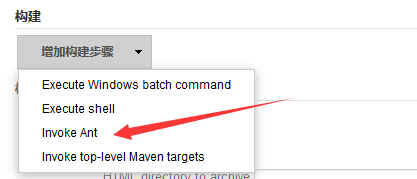 构建
增加构建步骤
Execute Windows batch command
Execute shell
Invoke Ant
Invoke top-level Maven targets
HTML directory to archive